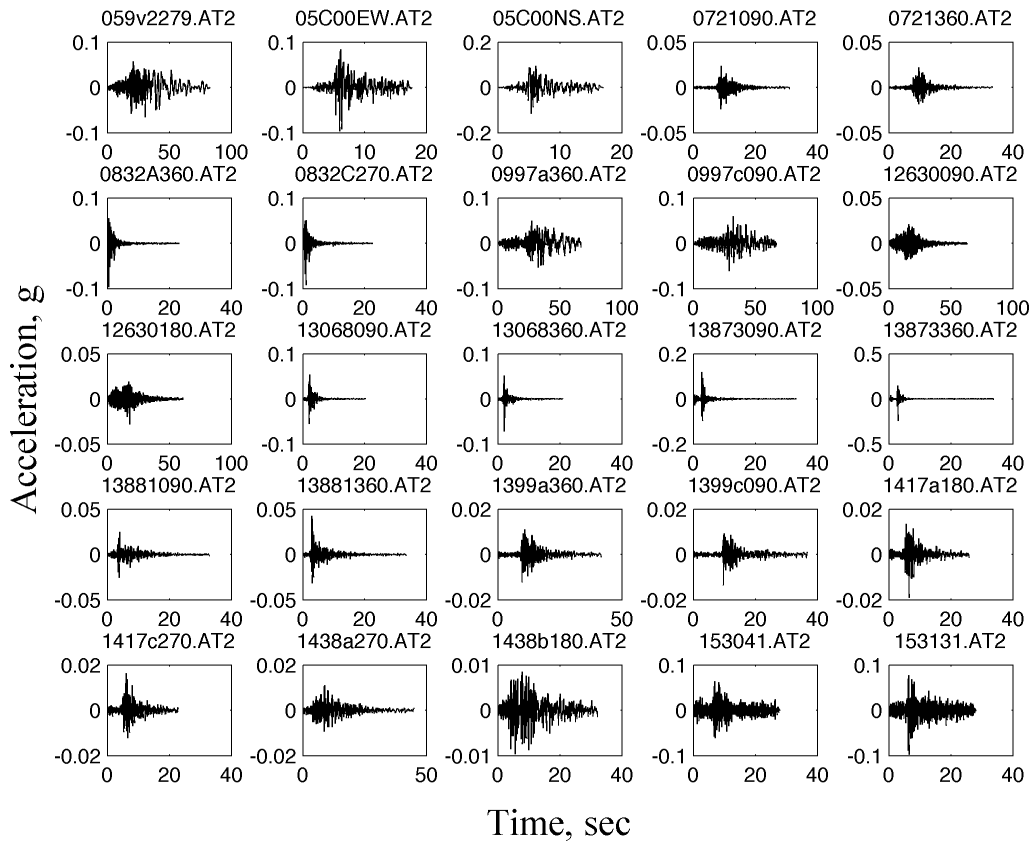 059v2279.AT2 05C00EW.AT2 05C00NS.AT2 0721090.AT2 0721360.AT2
0.1 0.1 0.2 0.05 0.05
0 0 0 0 0
-0.1 -0.1 -0.2 -0.05 -0.05
0 50 100 0 10 20 0 10 20 0 20 40 0 20 40
0832A360.AT2 0832C270.AT2 0997a360.AT2 0997c090.AT2 12630090.AT2
0.1 0.1 0.1 0.1 0.05
0 0 0 0 0
-0.1 -0.1 -0.1 -0.1 -0.05
0 20 40 0 20 40 0 50 100 0 50 100 0 50 100
12630180.AT2 13068090.AT2 13068360.AT2 13873090.AT2 13873360.AT2
0.05 0.1 0.1 0.2 0.5
0 0 0 0 0
-0.05 -0.1 -0.1 -0.2 -0.5
0 50 100 0 20 40 0 20 40 0 20 40 0 20 40
13881090.AT2 13881360.AT2 1399a360.AT2 1399c090.AT2 1417a180.AT2
0.05 0.05 0.02 0.02 0.02
0 0 0 0 0
-0.05 -0.05 -0.02 -0.02 -0.02
0 20 40 0 20 40 0 50 0 20 40 0 20 40
1417c270.AT2 1438a270.AT2 1438b180.AT2 153041.AT2 153131.AT2
0.02 0.02 0.01 0.1 0.1
0 0 0 0 0
-0.02 -0.02 -0.01 -0.1 -0.1
0 20 40 0 50 0 20 40 0 20 40 0 20 40
Acceleration, g
Time, sec